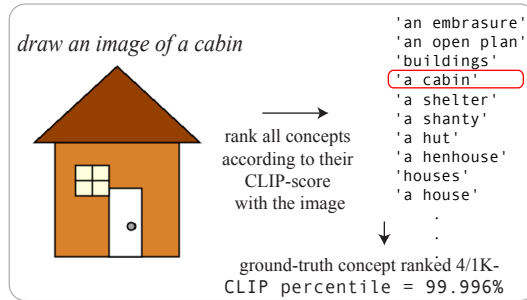 draw an image of a cabin
rank all concepts
according to their
CLIP-score
with the image
'an embrasure'
'an open plan'
'buildings'
'a cabin'
'a shelter'
'a shanty'
'a hut'
'a henhouse'
'houses'
'a house'
.
.
.
ground-truth concept ranked 4/1K-
CLIP percentile = 99.996%